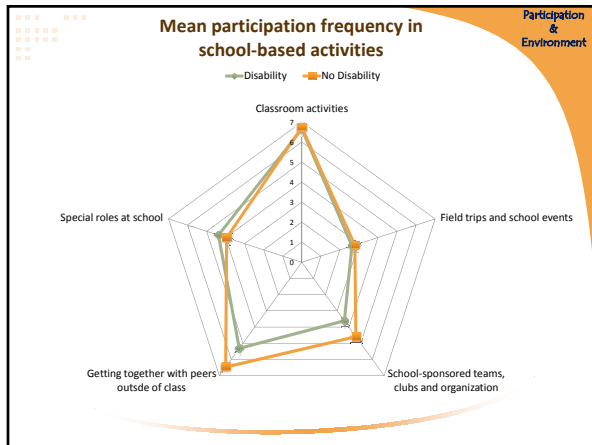 Participation
&
Environment
Mean participation frequency in
school-based activities
Disability No Disability
Classroom activities
7
6
5
4
3
2
1
0
Special roles at school
Field trips and school events
Getting together with peers
outsde of class
School-sponsored teams,
clubs and organization